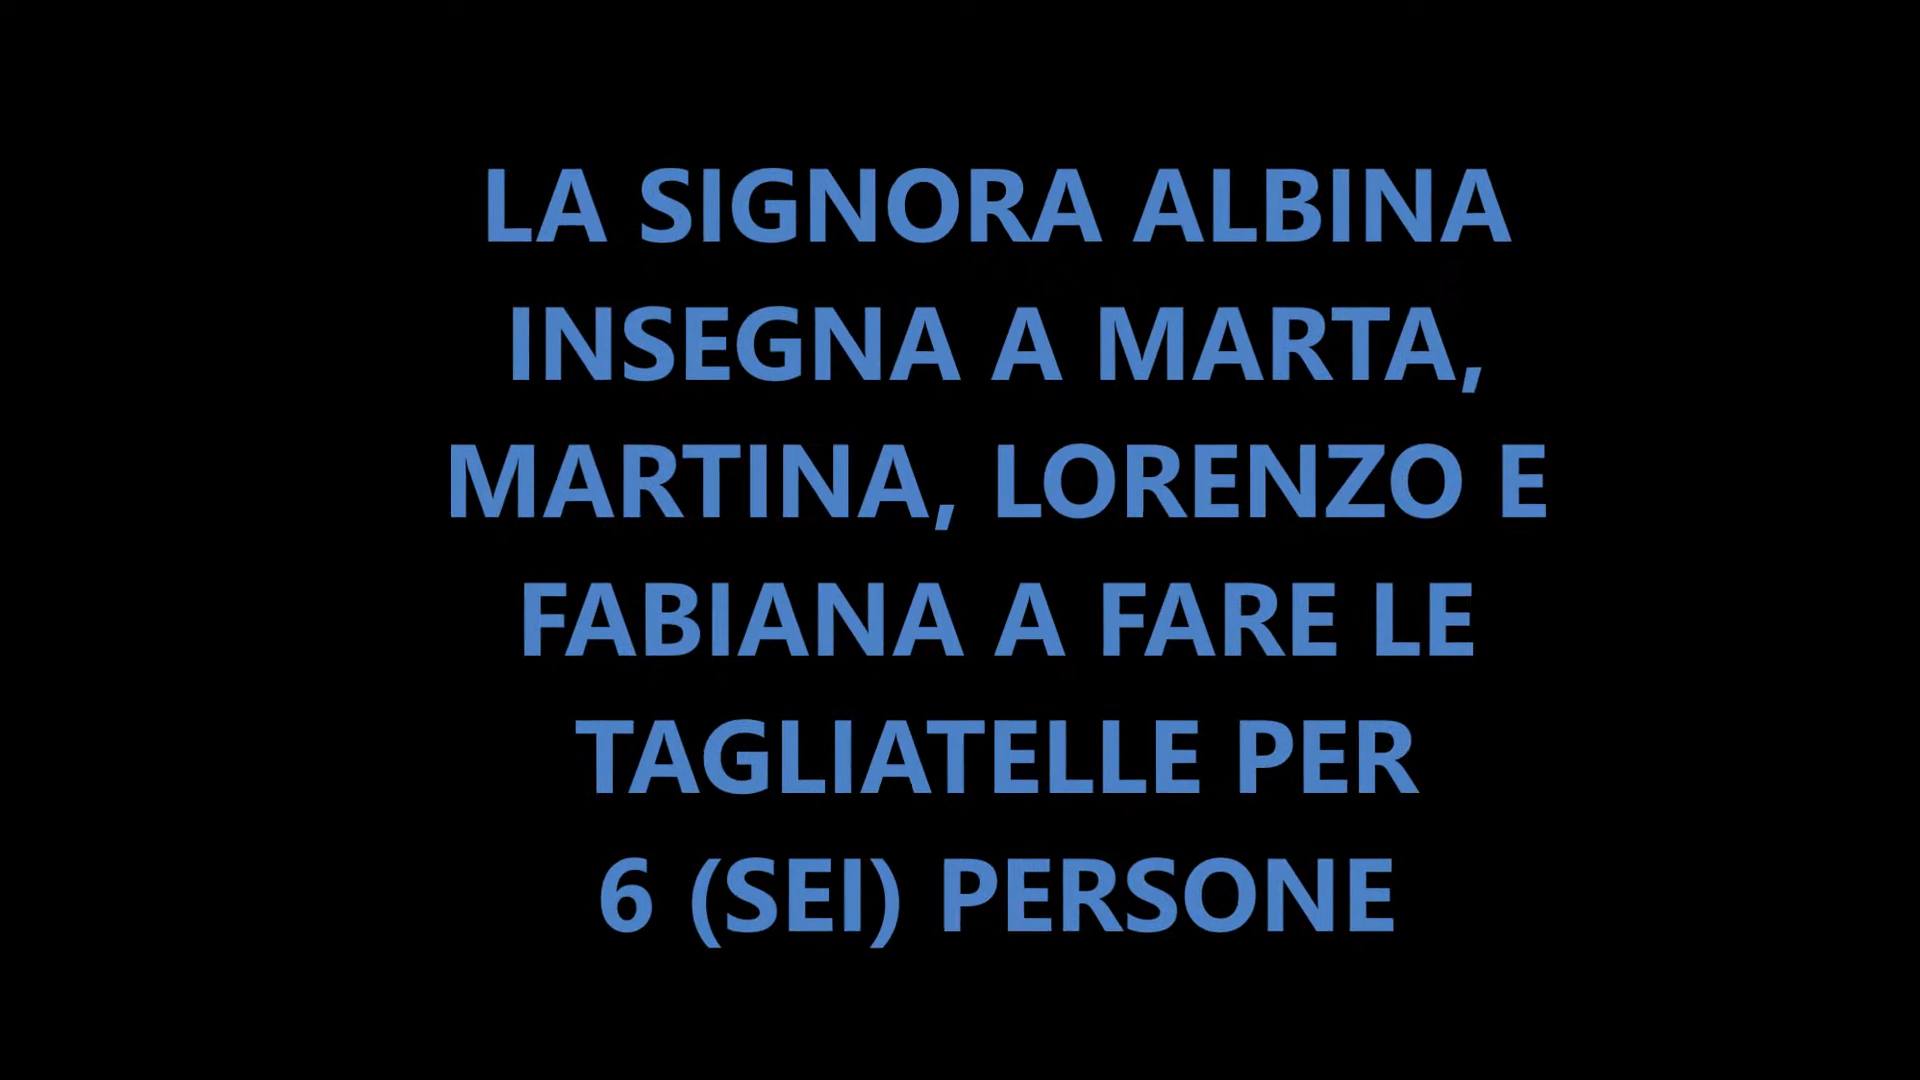 LA SIGNORA ALBINA
INSEGNA A MARTA,
MARTINA, LORENZO E
FABIANA A FARE LE
TAGLIATELLE PER
6 (SEI) PERSONE